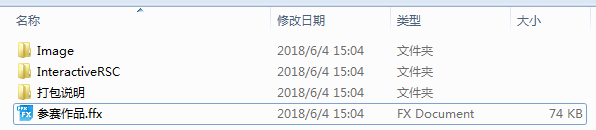 名称 修改日期 类型 大小
Image 2018/6/4 15:04 文件夹
InteractiveRSC 2018/6/4 15:04 文件夹
打包说明 2018/6/4 15:04 文件夹
参赛作品.ffx 2018/6/4 15:04 FX Document 74 KB